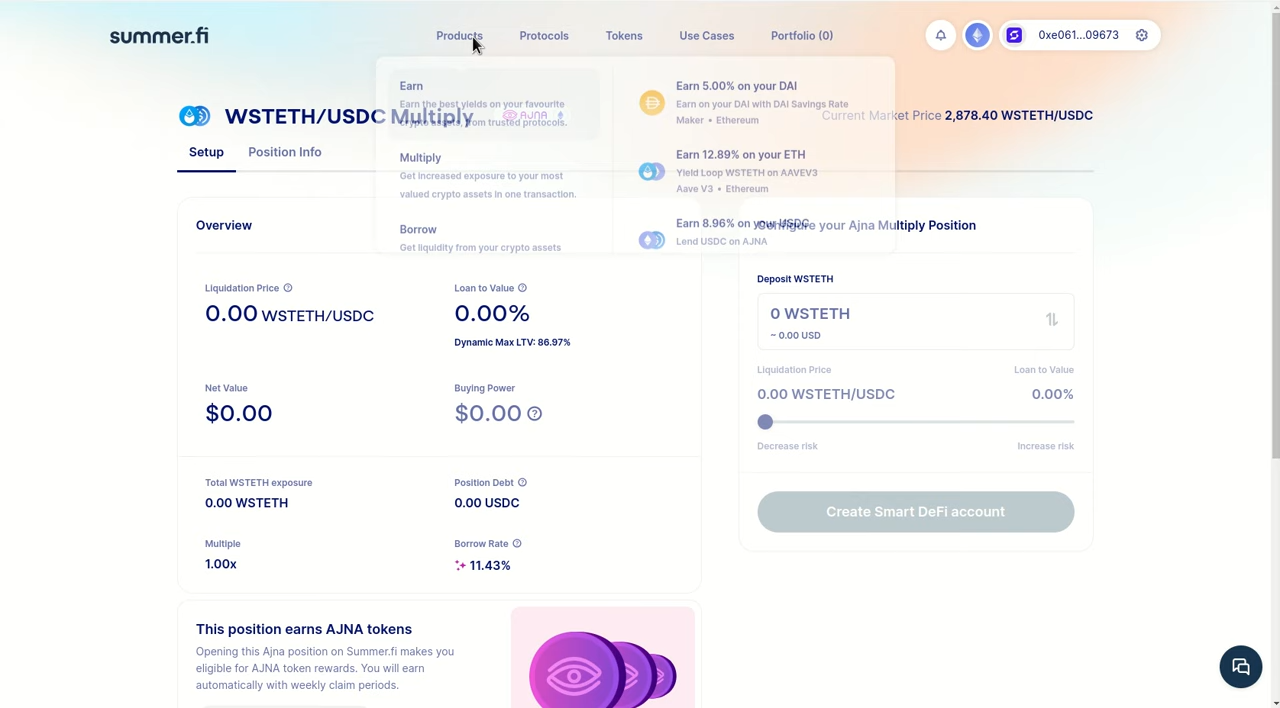 summer.fi
Products
Protocols
Tokens
Use Cases
Portfolio (0)
0xe061...09673
Earn
Earn the best yields on your favourite
crypto assets, from trusted protocols.
Multiply
Get increased exposure to your most
valued crypto assets in one transaction.
Borrow
Get liquidity from your crypto assets
Earn 5.00% on your DAI
Earn on your DAI with DAI Savings Rate
Maker • Ethereum
Earn 12.89% on your ETH
Yield Loop WSTETH on AAVEV3
Aave V3 • Ethereum
Earn 8.96% on your USDC
Lend USDC on AJNA
WSTETH/USDC Multiply
AJNA
Current Market Price 2,878.40 WSTETH/USDC
Setup
Position Info
Overview
Liquidation Price
0.00 WSTETH/USDC
Loan to Value
0.00%
Dynamic Max LTV: 86.97%
Net Value
$0.00
Buying Power
$0.00
Total WSTETH exposure
0.00 WSTETH
Position Debt
0.00 USDC
Multiple
1.00x
Borrow Rate
11.43%
This position earns AJNA tokens
Opening this Ajna position on Summer.fi makes you
eligible for AJNA token rewards. You will earn
automatically with weekly claim periods.
Configure your Ajna Multiply Position
Deposit WSTETH
0 WSTETH
~ 0.00 USD
Liquidation Price
Loan to Value
0.00 WSTETH/USDC
0.00%
Decrease risk
Increase risk
Create Smart DeFi account